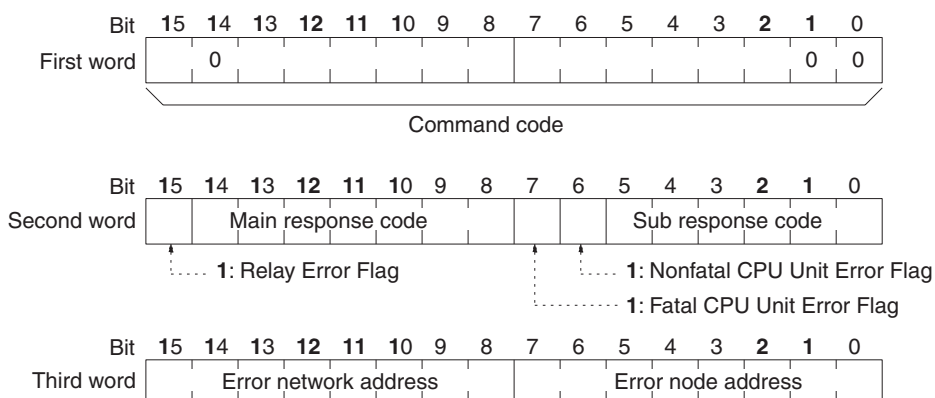 Bit 15 14 13 12 11 10 9 8 7 6 5 4 3 2 1 0
First word 0 0 0
Command code
Bit 15 14 13 12 11 10 9 8 7 6 5 4 3 2 1 0
Second word Main response code Sub response code
1: Relay Error Flag 1: Nonfatal CPU Unit Error Flag
1: Fatal CPU Unit Error Flag
Bit 15 14 13 12 11 10 9 8 7 6 5 4 3 2 1 0
Third word Error network address Error node address